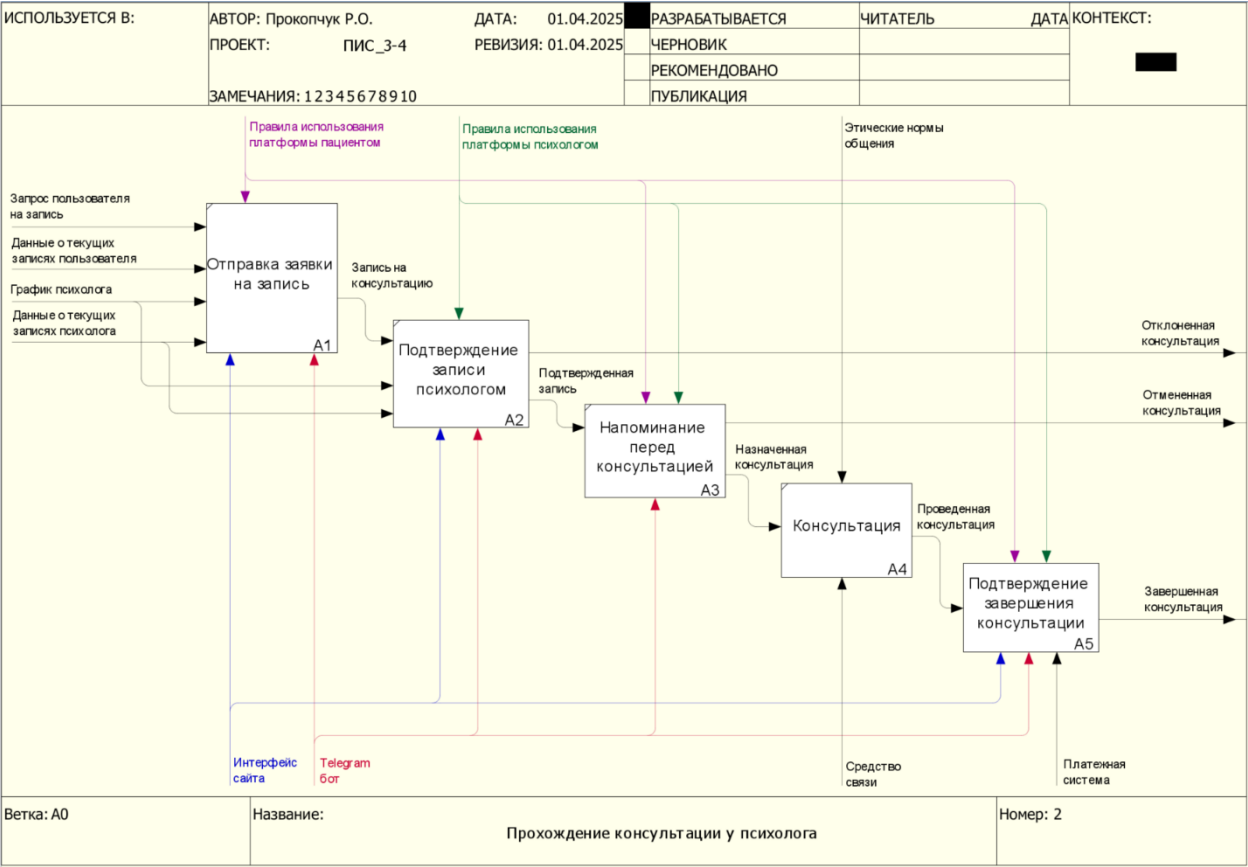 ИСПОЛЬЗУЕТСЯ В:
АВТОР: Прокопчук Р.О.
ДАТА: 01.04.2025
РАЗРАБАТЫВАЕТСЯ
ЧИТАТЕЛЬ
ДАТА
КОНТЕКСТ:
ПРОЕКТ: ПИС_3-4
РЕВИЗИЯ: 01.04.2025
ЧЕРНОВИК
РЕКОМЕНДОВАНО
ЗАМЕЧАНИЯ: 1 2 3 4 5 6 7 8 9 10
ПУБЛИКАЦИЯ
Правила использования
платформы пациентом
Правила использования
платформы психологом
Этические нормы
общения
Запрос пользователя
на запись
Данные о текущих
записях пользователя
График психолога
Данные о текущих
записях психолога
Отправка заявки
на запись
A1
Запись на
консультацию
Подтверждение
записи
психологом
A2
Отклоненная
консультация
Подтвержденная
запись
Отмененная
консультация
Напоминание
перед
консультацией
A3
Назначенная
консультация
Консультация
A4
Проведенная
консультация
Подтверждение
завершения
консультации
A5
Завершенная
консультация
Интерфейс
сайта
Telegram
бот
Средство
связи
Платежная
система
Ветка: A0
Название:
Прохождение консультации у психолога
Номер: 2